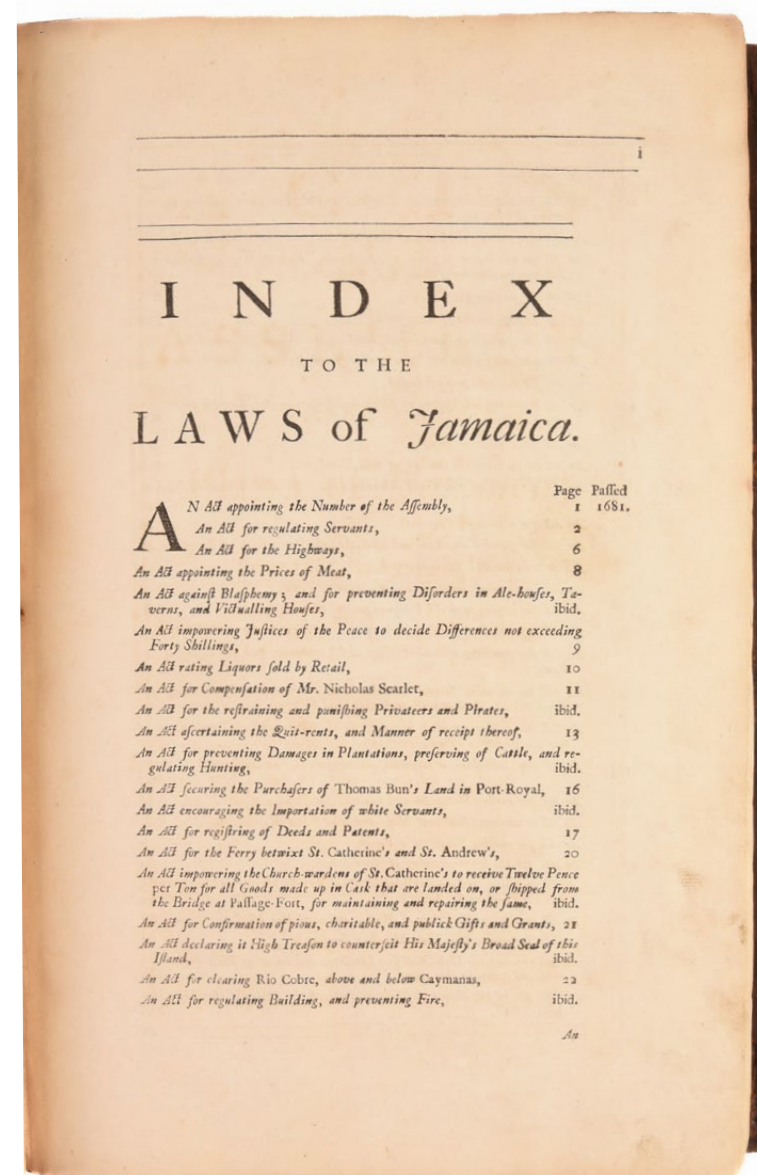 i
INDEX
TO THE
LAWS of Jamaica.
Page Paſſed
AN Act appointing the Number of the Aſſembly, 1 1681.
An Act for regulating Servants, 2
An Act for the Highways, 6
An Act appointing the Prices of Meat, 8
An Act againſt Blaſphemy; and for preventing Diſorders in Ale-houſes, Ta-
verns, and Victualling Houſes, ibid.
An Act impowering Juſtices of the Peace to decide Differences not exceeding
Forty Shillings, 9
An Act rating Liquors ſold by Retail, 10
An Act for Compenſation of Mr. Nicholas Scarlet, 11
An Act for the reſtraining and puniſhing Privateers and Pirates, ibid.
An Act aſcertaining the Quit-rents, and Manner of receipt thereof, 13
An Act for preventing Damages in Plantations, preſerving of Cattle, and re-
gulating Hunting, ibid.
An Act ſecuring the Purchaſers of Thomas Bun's Land in Port-Royal, 16
An Act encouraging the Importation of white Servants, ibid.
An Act for regiſtring of Deeds and Patents, 17
An Act for the Ferry betwixt St. Catherine's and St. Andrew's, 20
An Act impowering the Church-wardens of St. Catherine's to receive Twelve Pence
per Ton for all Goods made up in Cask that are landed on, or ſhipped from
the Bridge at Paſſage-Fort, for maintaining and repairing the ſame, ibid.
An Act for Confirmation of pious, charitable, and publick Gifts and Grants, 21
An Act declaring it High Treaſon to counterfeit His Majeſty's Broad Seal of this
Iſland, ibid.
An Act for clearing Rio Cobre, above and below Caymanas, 22
An Act for regulating Building, and preventing Fire, ibid.
An